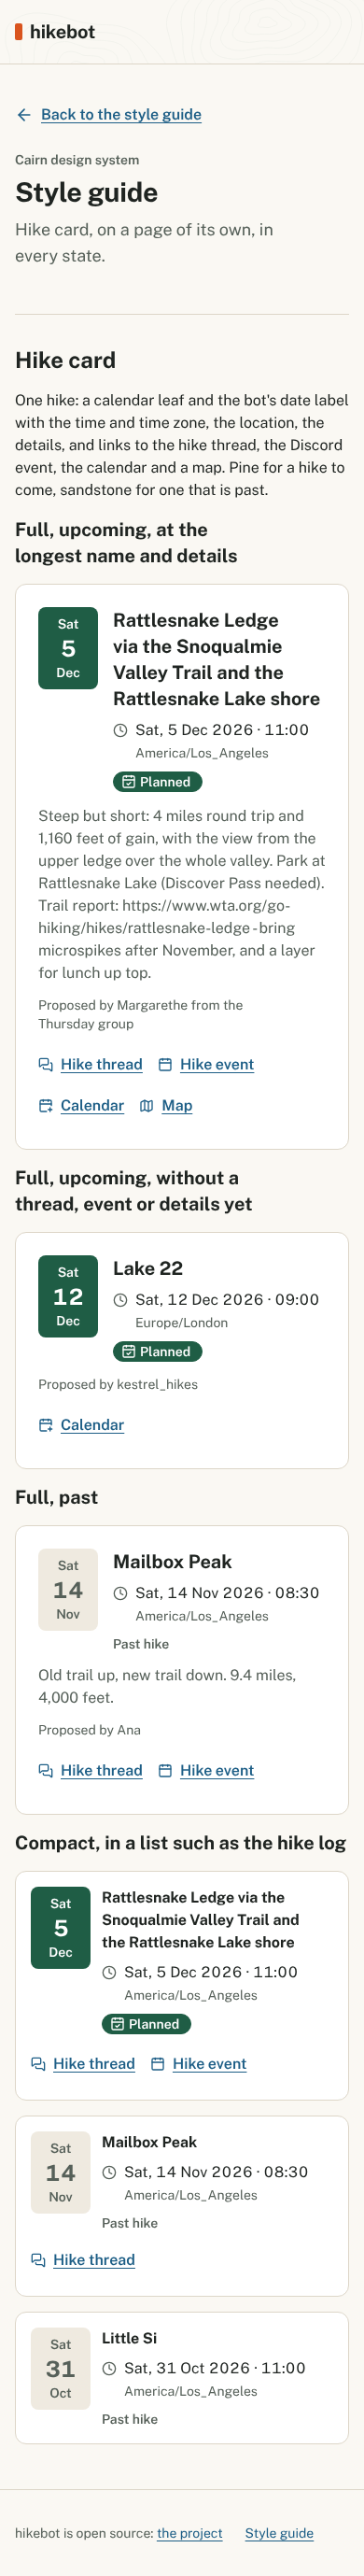 hikebot
Back to the style guide
Cairn design system
Style guide
Hike card, on a page of its own, in
every state.
Hike card
One hike: a calendar leaf and the bot's date label
with the time and time zone, the location, the
details, and links to the hike thread, the Discord
event, the calendar and a map. Pine for a hike to
come, sandstone for one that is past.
Full, upcoming, at the
longest name and details
Sat
5
Dec
Rattlesnake Ledge
via the Snoqualmie
Valley Trail and the
Rattlesnake Lake shore
Sat, 5 Dec 2026 · 11:00
America/Los_Angeles
Planned
Steep but short: 4 miles round trip and
1,160 feet of gain, with the view from the
upper ledge over the whole valley. Park at
Rattlesnake Lake (Discover Pass needed).
Trail report: https://www.wta.org/go-
hiking/hikes/rattlesnake-ledge - bring
microspikes after November, and a layer
for lunch up top.
Proposed by Margarethe from the
Thursday group
Hike thread Hike event
Calendar Map
Full, upcoming, without a
thread, event or details yet
Sat
12
Dec
Lake 22
Sat, 12 Dec 2026 · 09:00
Europe/London
Planned
Proposed by kestrel_hikes
Calendar
Full, past
Sat
14
Nov
Mailbox Peak
Sat, 14 Nov 2026 · 08:30
America/Los_Angeles
Past hike
Old trail up, new trail down. 9.4 miles,
4,000 feet.
Proposed by Ana
Hike thread Hike event
Compact, in a list such as the hike log
Sat
5
Dec
Rattlesnake Ledge via the
Snoqualmie Valley Trail and
the Rattlesnake Lake shore
Sat, 5 Dec 2026 · 11:00
America/Los_Angeles
Planned
Hike thread Hike event
Sat
14
Nov
Mailbox Peak
Sat, 14 Nov 2026 · 08:30
America/Los_Angeles
Past hike
Hike thread
Sat
31
Oct
Little Si
Sat, 31 Oct 2026 · 11:00
America/Los_Angeles
Past hike
hikebot is open source: the project Style guide